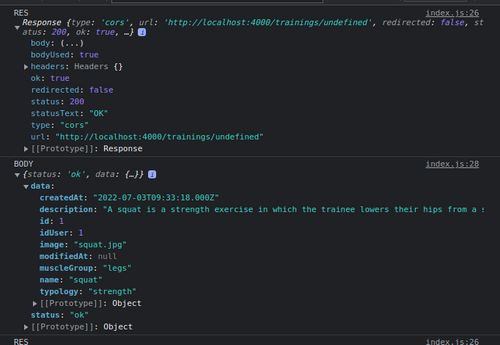 RES index.js:26
Response {type: 'cors', url: 'http://localhost:4000/trainings/undefined', redirected: false, st
atus: 200, ok: true, …} i
body: (...)
bodyUsed: true
headers: Headers {}
ok: true
redirected: false
status: 200
statusText: "OK"
type: "cors"
url: "http://localhost:4000/trainings/undefined"
[[Prototype]]: Response
BODY index.js:28
{status: 'ok', data: {…}} i
data:
createdAt: "2022-07-03T09:33:18.000Z"
description: "A squat is a strength exercise in which the trainee lowers their hips from a s
id: 1
idUser: 1
image: "squat.jpg"
modifiedAt: null
muscleGroup: "legs"
name: "squat"
typology: "strength"
[[Prototype]]: Object
status: "ok"
[[Prototype]]: Object
RES index.js:26